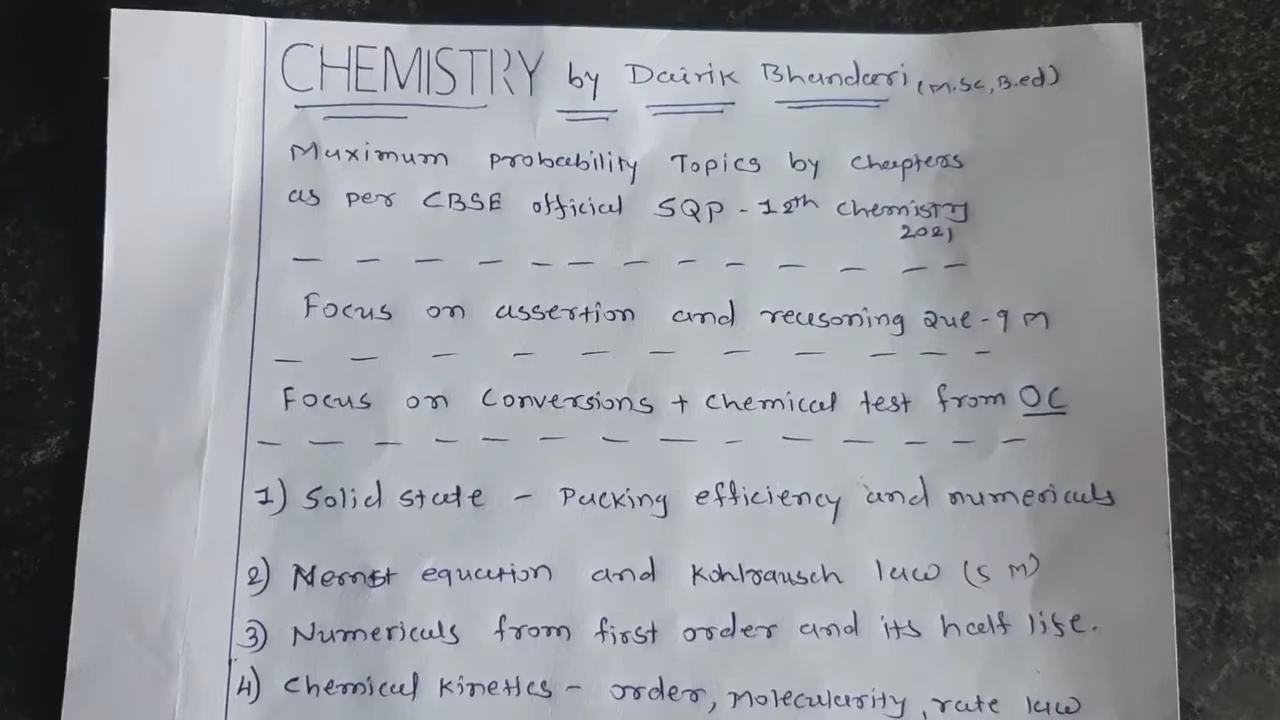 CHEMISTRY by Dairik Bhandari (M.Sc, B.ed)
Maximum probability Topics by chapters
as per CBSE official SQP - 12th chemistry
2021
Focus on assertion and reasoning Que - 9 M
Focus on conversions + chemical test from OC
1) Solid state - Packing efficiency and numericals
2) Nernst equation and Kohlrausch law (5 M)
3) Numericals from first order and its half life.
4) Chemical Kinetics - order, Molecularity, rate law